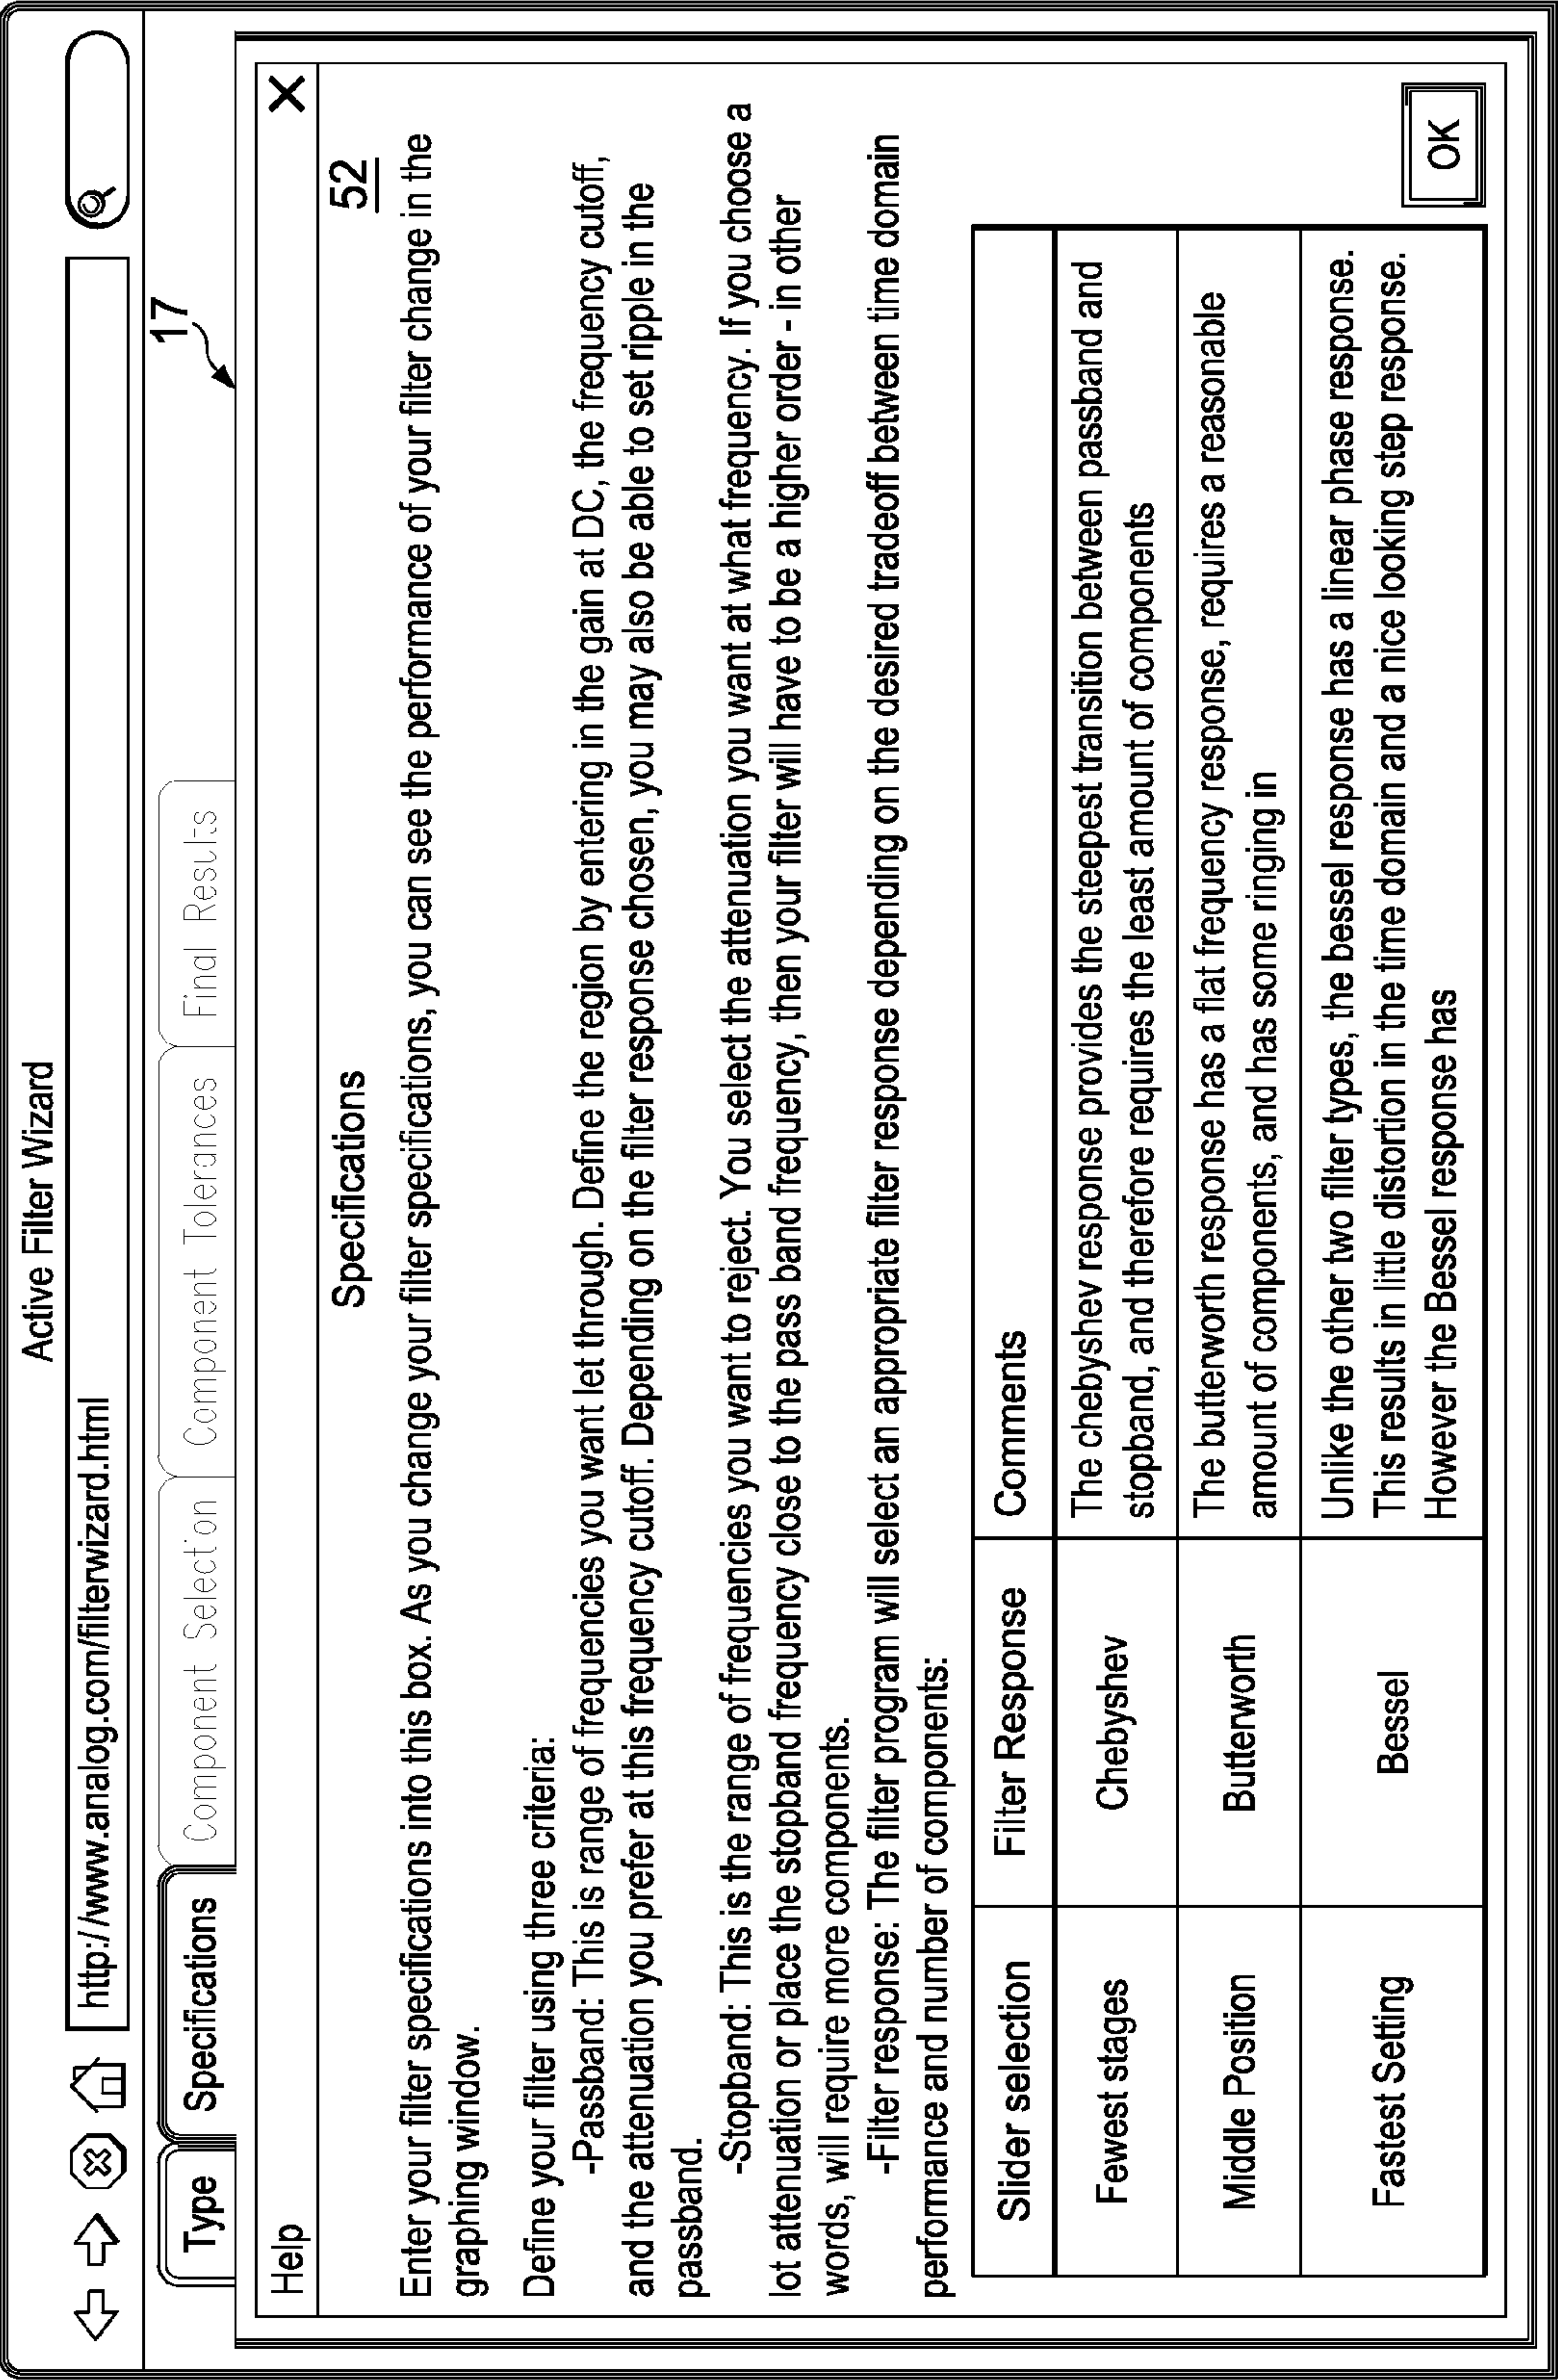 Active Filter Wizard
http://www.analog.com/filterwizard.html
17
Type
Specifications
Component Selection
Component Tolerances
Final Results
Help
X
Specifications
52
Enter your filter specifications into this box. As you change your filter specifications, you can see the performance of your filter change in the
graphing window.
Define your filter using three criteria:
-Passband: This is range of frequencies you want let through. Define the region by entering in the gain at DC, the frequency cutoff,
and the attenuation you prefer at this frequency cutoff. Depending on the filter response chosen, you may also be able to set ripple in the
passband.
-Stopband: This is the range of frequencies you want to reject. You select the attenuation you want at what frequency. If you choose a
lot attenuation or place the stopband frequency close to the pass band frequency, then your filter will have to be a higher order - in other
words, will require more components.
-Filter response: The filter program will select an appropriate filter response depending on the desired tradeoff between time domain
performance and number of components:
Slider selection
Filter Response
Comments
Fewest stages
Chebyshev
The chebyshev response provides the steepest transition between passband and
stopband, and therefore requires the least amount of components
Middle Position
Butterworth
The butterworth response has a flat frequency response, requires a reasonable
amount of components, and has some ringing in
Fastest Setting
Bessel
Unlike the other two filter types, the bessel response has a linear phase response.
This results in little distortion in the time domain and a nice looking step response.
However the Bessel response has
OK